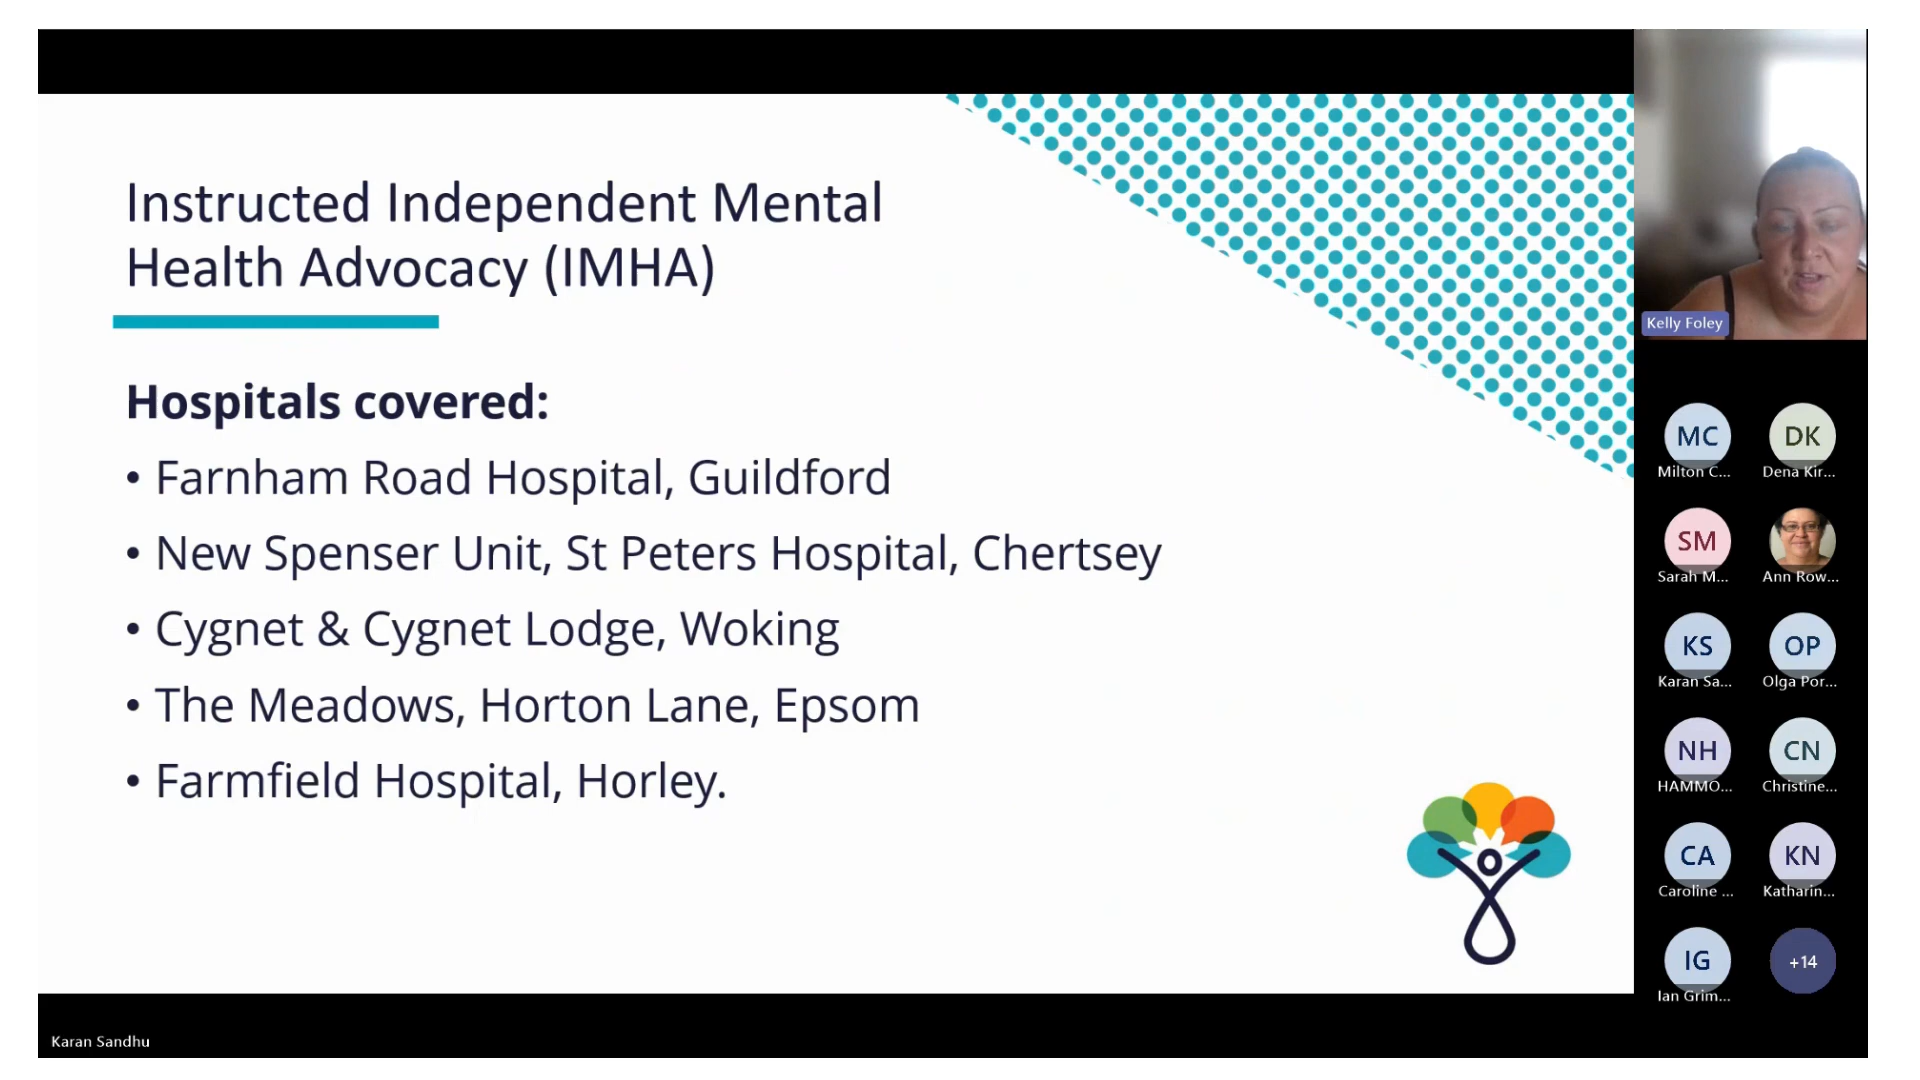 Instructed Independent Mental
Health Advocacy (IMHA)
Hospitals covered:
• Farnham Road Hospital, Guildford
• New Spenser Unit, St Peters Hospital, Chertsey
• Cygnet & Cygnet Lodge, Woking
• The Meadows, Horton Lane, Epsom
• Farmfield Hospital, Horley.
Kelly Foley
MC DK
Milton C... Dena Kir...
SM
Sarah M... Ann Row...
KS OP
Karan Sa... Olga Por...
NH CN
HAMMO... Christine...
CA KN
Caroline ... Katharin...
IG +14
Ian Grim...
Karan Sandhu